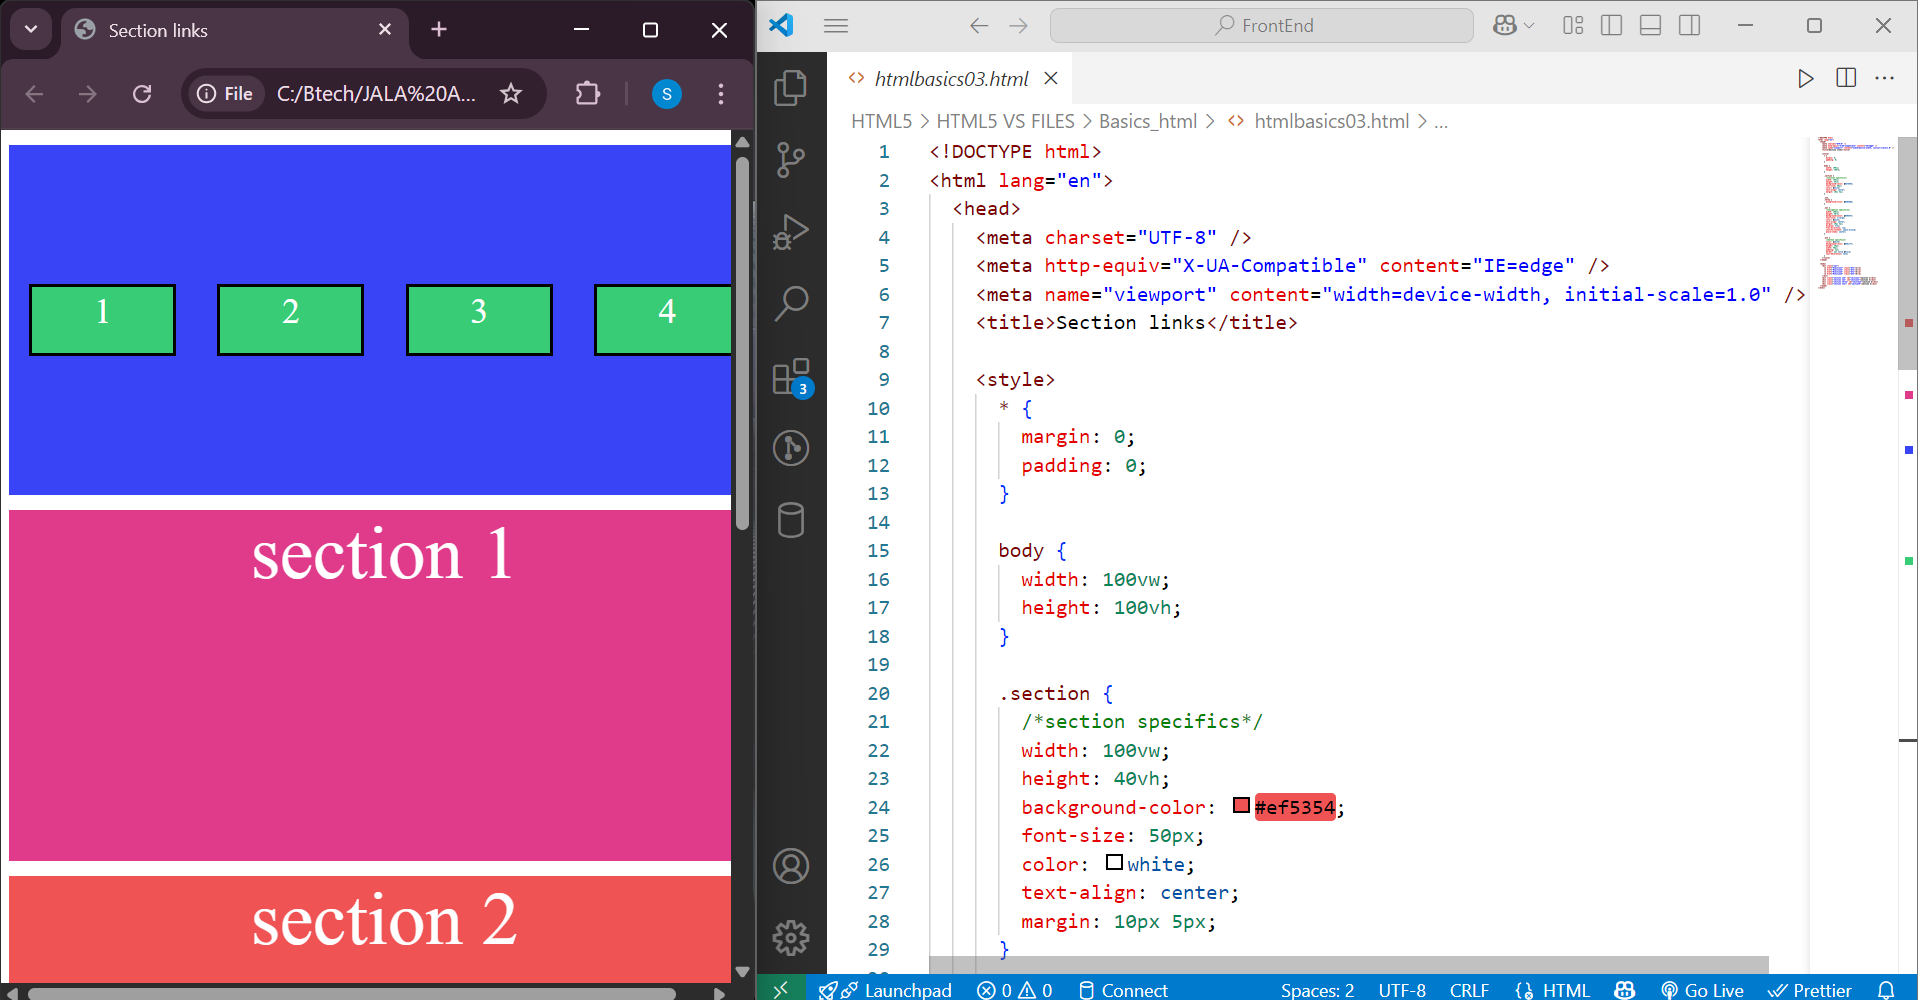 Section links
File C:/Btech/JALA%20A... S
1 2 3 4
section 1
section 2
FrontEnd
htmlbasics03.html
HTML5 > HTML5 VS FILES > Basics_html > <> htmlbasics03.html > ...
3
1 <!DOCTYPE html>
2 <html lang="en">
3 <head>
4 <meta charset="UTF-8" />
5 <meta http-equiv="X-UA-Compatible" content="IE=edge" />
6 <meta name="viewport" content="width=device-width, initial-scale=1.0" />
7 <title>Section links</title>
8
9 <style>
10 * {
11 margin: 0;
12 padding: 0;
13 }
14
15 body {
16 width: 100vw;
17 height: 100vh;
18 }
19
20 .section {
21 /*section specifics*/
22 width: 100vw;
23 height: 40vh;
24 background-color: #ef5354;
25 font-size: 50px;
26 color: white;
27 text-align: center;
28 margin: 10px 5px;
29 }
Launchpad 0 0 Connect Spaces: 2 UTF-8 CRLF {} HTML Go Live Prettier